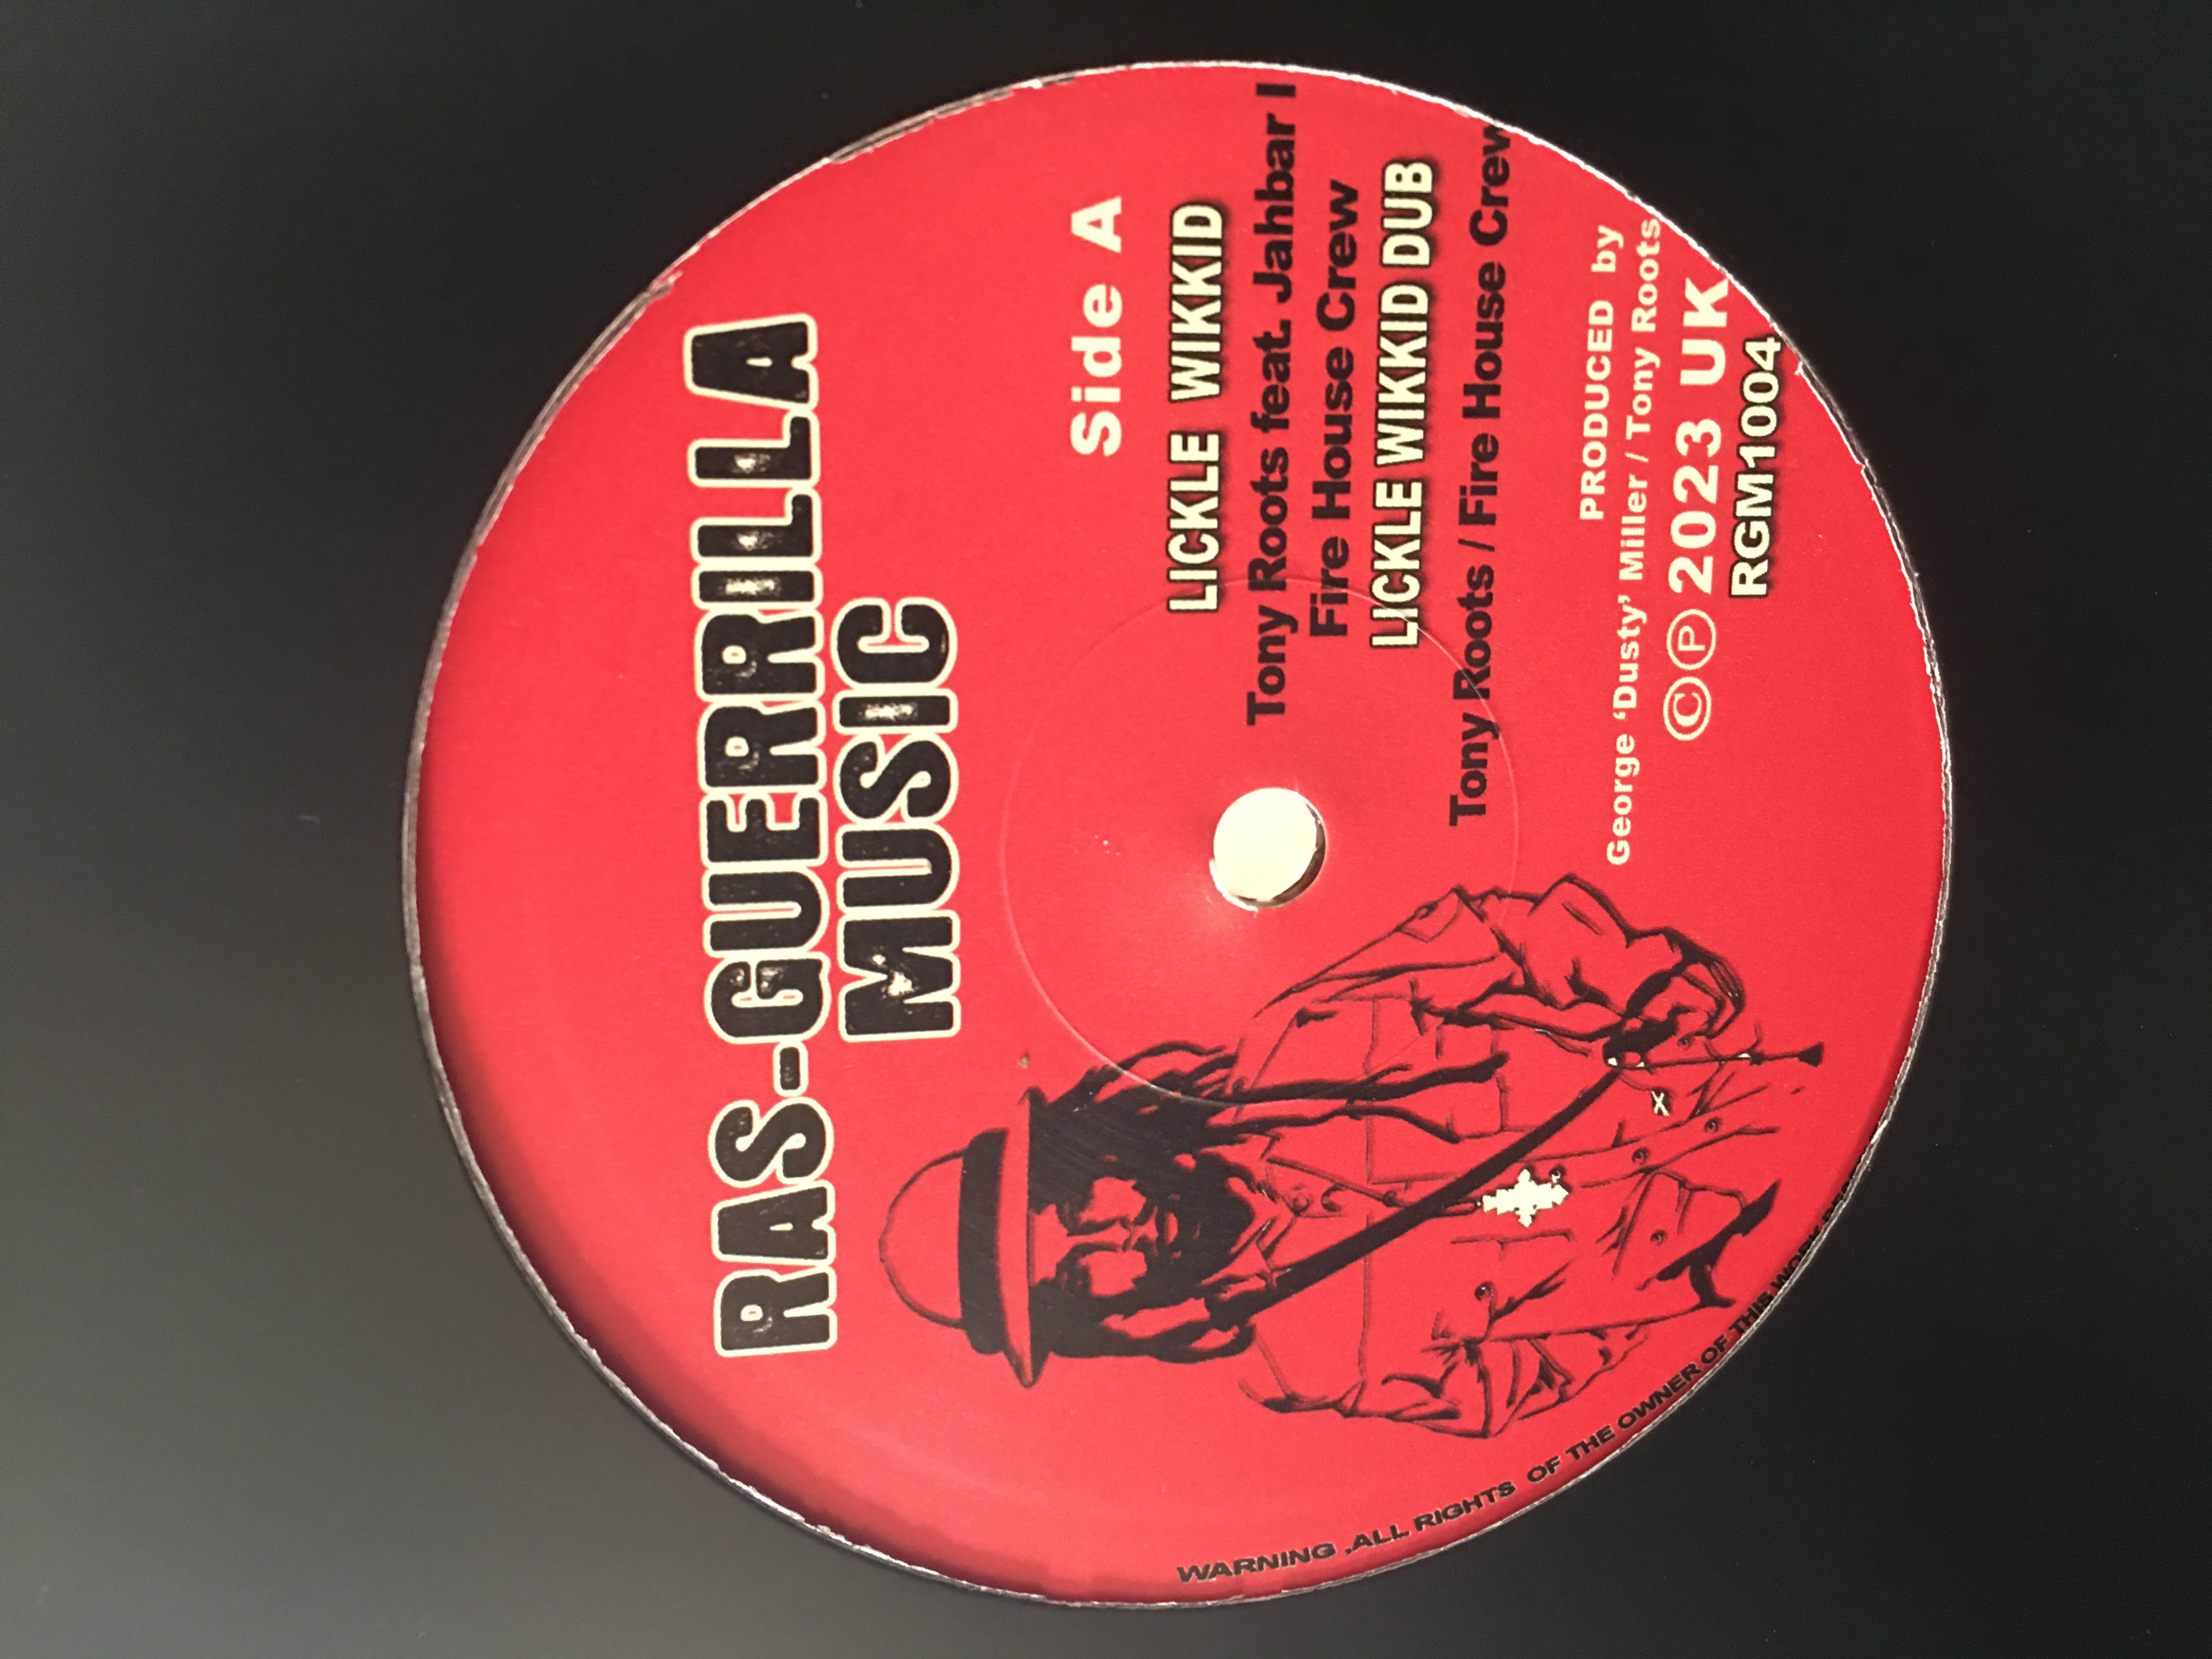 RAS-GUERRILLA
MUSIC
Side A
LICKLE WIKKID
Tony Roots feat. Jahbar I
Fire House Crew
LICKLE WIKKID DUB
Tony Roots / Fire House Crew
PRODUCED by
George ‘Dusty’ Miller / Tony Roots
©℗ 2023 UK
RGM1004
WARNING ,ALL RIGHTS OF THE OWNER OF THIS WORK